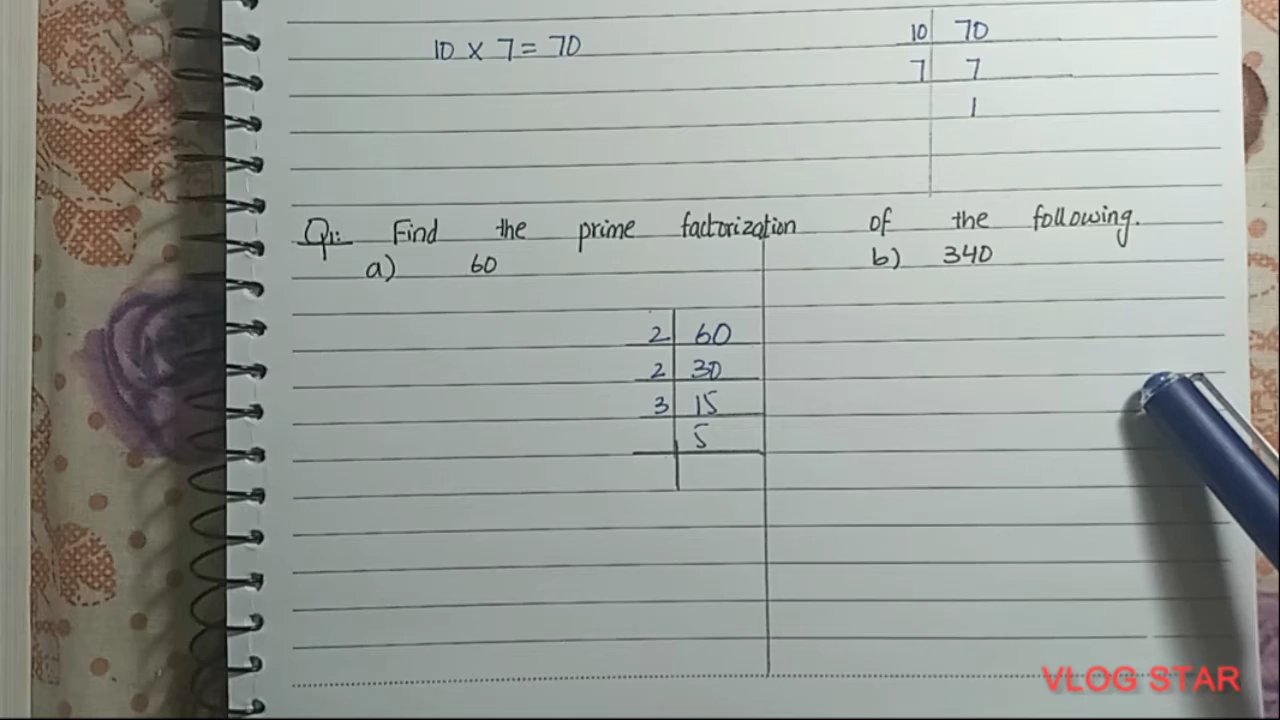 10 × 7 = 70
10 | 70
7 | 7
1
Q1: Find the prime factorization of the following.
a) 60 b) 340
2 | 60
2 | 30
3 | 15
5
VLOG STAR